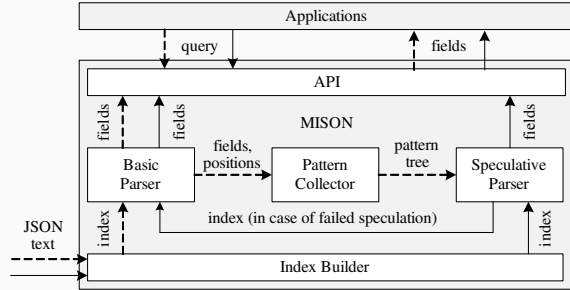 Applications
query
fields
API
fields
fields
MISON
fields
Basic
Parser
fields,
positions
Pattern
Collector
pattern
tree
Speculative
Parser
index (in case of failed speculation)
index
index
JSON
text
Index Builder